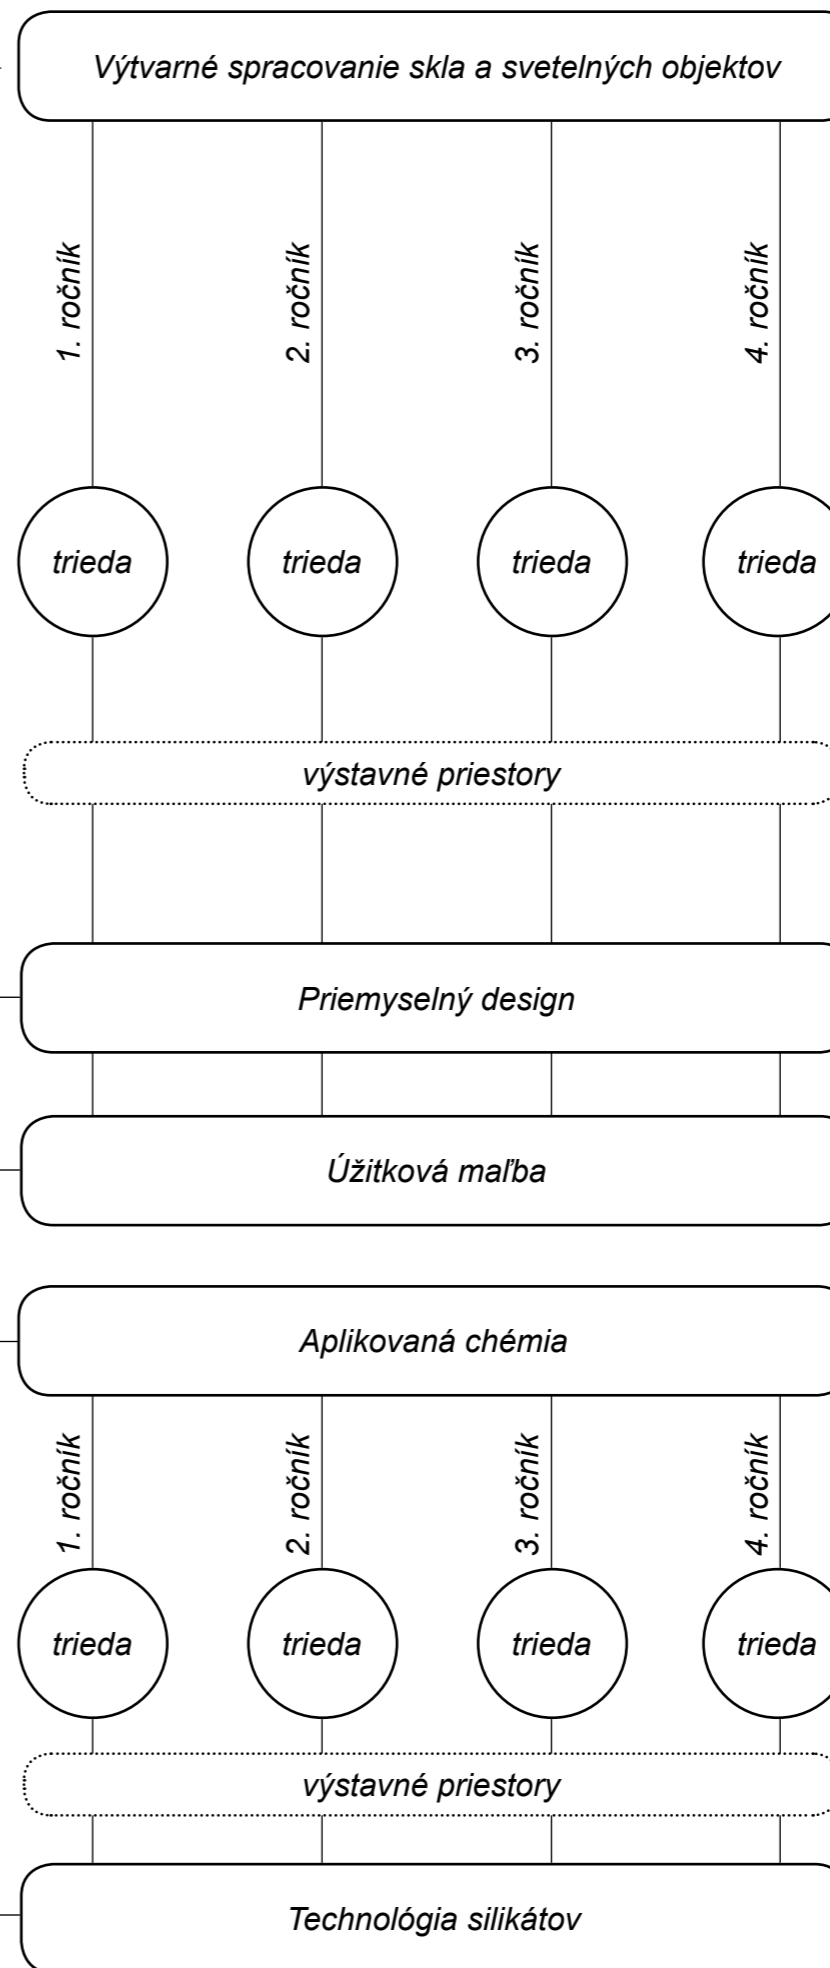 Výtvarné spracovanie skla a svetelných objektov
1. ročník
2. ročník
3. ročník
4. ročník
trieda
trieda
trieda
trieda
výstavné priestory
Priemyselný design
Úžitková maľba
Aplikovaná chémia
1. ročník
2. ročník
3. ročník
4. ročník
trieda
trieda
trieda
trieda
výstavné priestory
Technológia silikátov